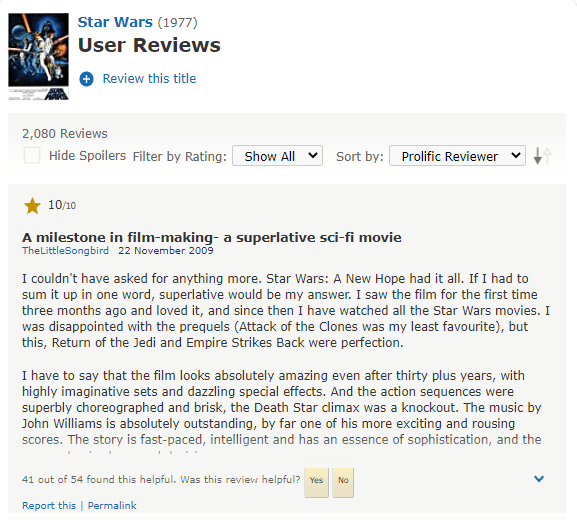 Star Wars (1977)
User Reviews
Review this title
2,080 Reviews
Hide Spoilers Filter by Rating: Show All Sort by: Prolific Reviewer
10/10
A milestone in film-making- a superlative sci-fi movie
TheLittleSongbird 22 November 2009
I couldn't have asked for anything more. Star Wars: A New Hope had it all. If I had to
sum it up in one word, superlative would be my answer. I saw the film for the first time
three months ago and loved it, and since then I have watched all the Star Wars movies. I
was disappointed with the prequels (Attack of the Clones was my least favourite), but
this, Return of the Jedi and Empire Strikes Back were perfection.
I have to say that the film looks absolutely amazing even after thirty plus years, with
highly imaginative sets and dazzling special effects. And the action sequences were
superbly choreographed and brisk, the Death Star climax was a knockout. The music by
John Williams is absolutely outstanding, by far one of his more exciting and rousing
scores. The story is fast-paced, intelligent and has an essence of sophistication, and the
41 out of 54 found this helpful. Was this review helpful? Yes No
Report this | Permalink